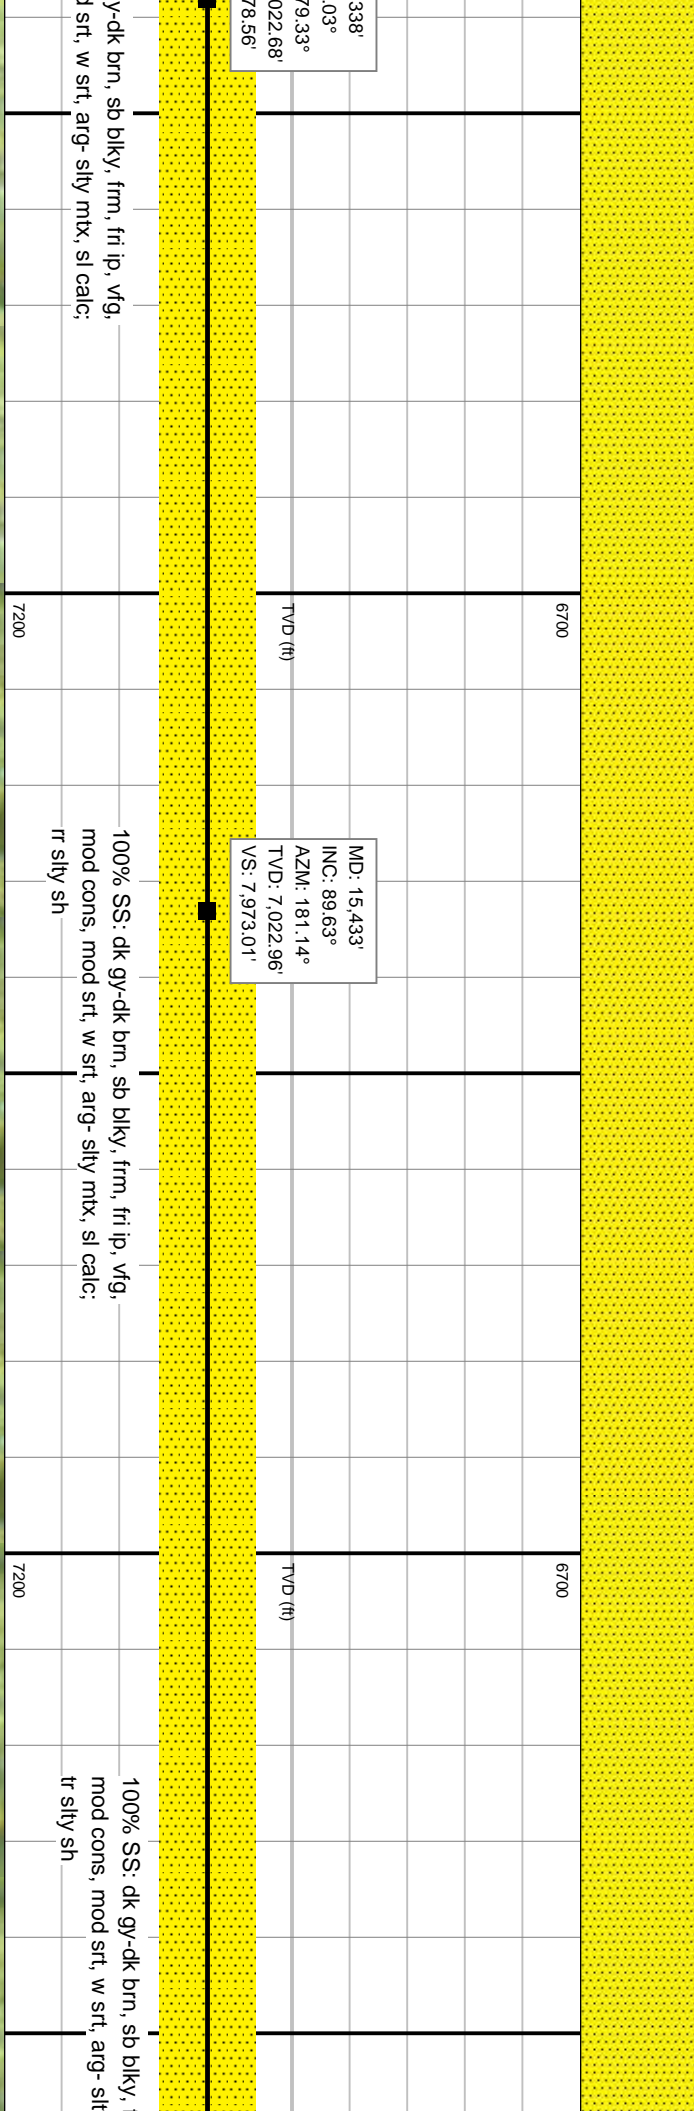 338'
.03°
79.33°
022.68'
78.56'
y-dk brn, sb blky, frm, fri ip, vfg,
d srt, w srt, arg- slty mtx, sl calc;
6700
TVD (ft)
7200
MD: 15,433'
INC: 89.63°
AZM: 181.14°
TVD: 7,022.96'
VS: 7,973.01'
100% SS: dk gy-dk brn, sb blky, frm, fri ip, vfg,
mod cons, mod srt, w srt, arg- slty mtx, sl calc;
rr slty sh
6700
TVD (ft)
7200
100% SS: dk gy-dk brn, sb blky,
mod cons, mod srt, w srt, arg- slt
tr slty sh